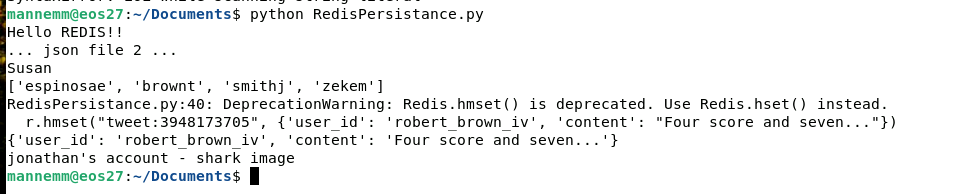 mannemm@eos27:~/Documents$ python RedisPersistance.py
Hello REDIS!!
... json file 2 ...
Susan
['espinosae', 'brownt', 'smithj', 'zekem']
RedisPersistance.py:40: DeprecationWarning: Redis.hmset() is deprecated. Use Redis.hset() instead.
  r.hmset("tweet:3948173705", {'user_id': 'robert_brown_iv', 'content': "Four score and seven..."})
{'user_id': 'robert_brown_iv', 'content': 'Four score and seven...'}
jonathan's account - shark image
mannemm@eos27:~/Documents$